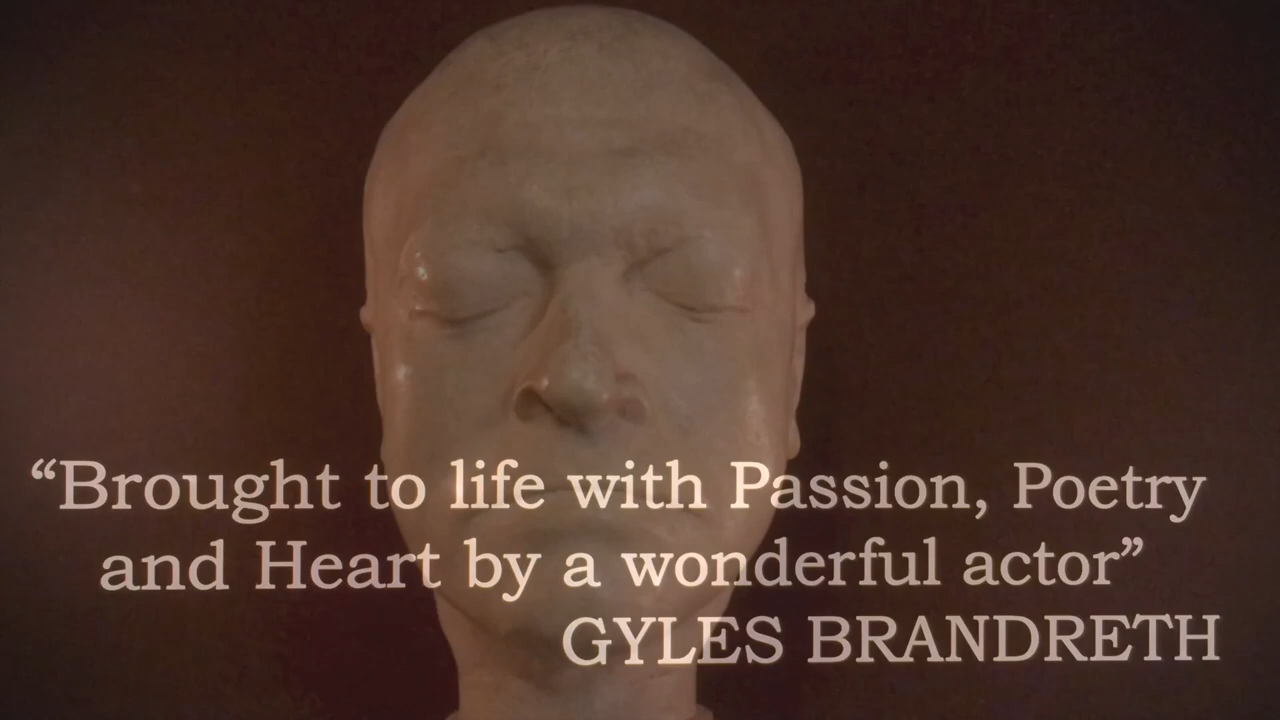 “Brought to life with Passion, Poetry
and Heart by a wonderful actor”
GYLES BRANDRETH